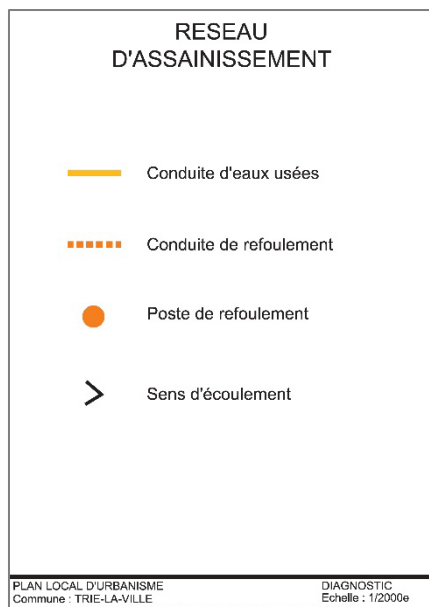 RESEAU
D'ASSAINISSEMENT
Conduite d'eaux usées
Conduite de refoulement
Poste de refoulement
Sens d'écoulement
PLAN LOCAL D'URBANISME
Commune : TRIE-LA-VILLE
DIAGNOSTIC
Echelle : 1/2000e